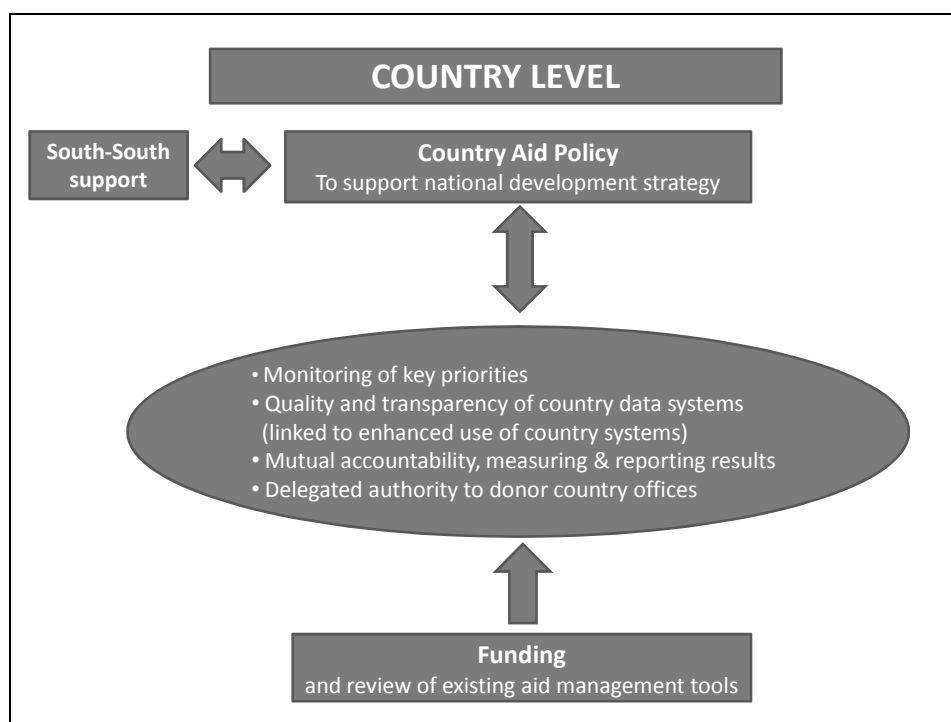 COUNTRY LEVEL
South-South
support
Country Aid Policy
To support national development strategy
• Monitoring of key priorities
• Quality and transparency of country data systems
(linked to enhanced use of country systems)
• Mutual accountability, measuring & reporting results
• Delegated authority to donor country offices
Funding
and review of existing aid management tools